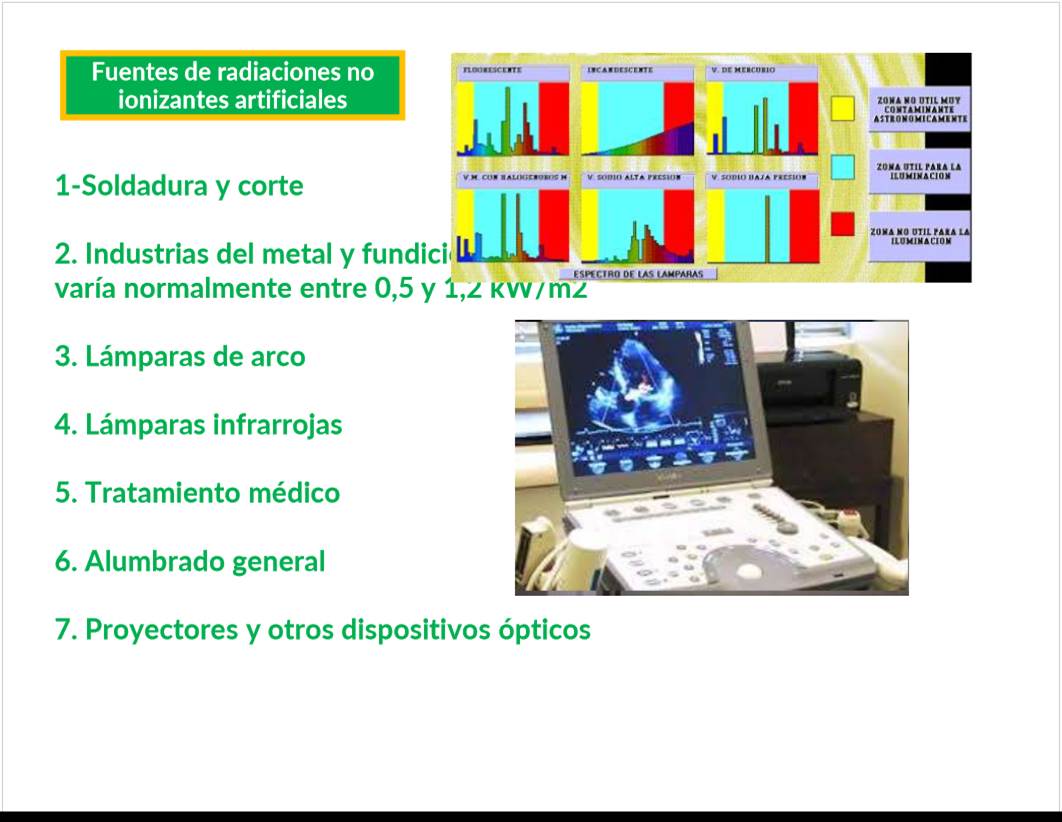 Fuentes de radiaciones no
ionizantes artificiales
1-Soldadura y corte
2. Industrias del metal y
varía normalmente entre 0,5 y 1,2 kW/m2
3. Lámparas de arco
4. Lámparas infrarrojas
5. Tratamiento médico
6. Alumbrado general
7. Proyectores y otros dispositivos ópticos
FLUORESCENTE
INCANDESCENTE
V. DE MERCURIO
V.M. CON HALOGENUROS M
V. SODIO ALTA PRESION
V. SODIO BAJA PRESION
ESPECTRO DE LAS LAMPARAS
ZONA NO UTIL MUY
CONTAMINANTE
ASTRONOMICAMENTE
ZONA UTIL PARA LA
ILUMINACION
ZONA NO UTIL PARA LA
ILUMINACION